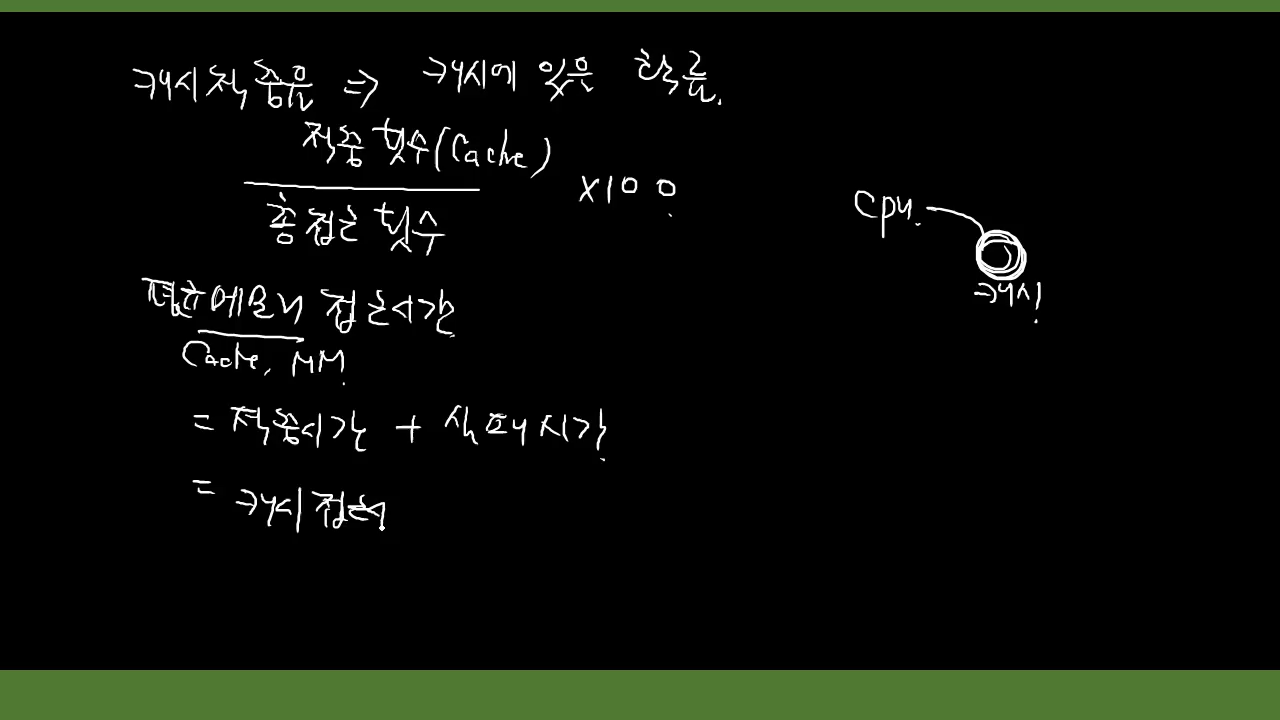 캐시 적중율 => 캐시에 있을 확률.
적중 횟수(Cache)
총 접근 횟수
X100.
평균메모리 접근시간.
Cache, MM.
= 적중시간 + 실패시간.
= 캐시 접근ㅅ
CPU.
캐시.